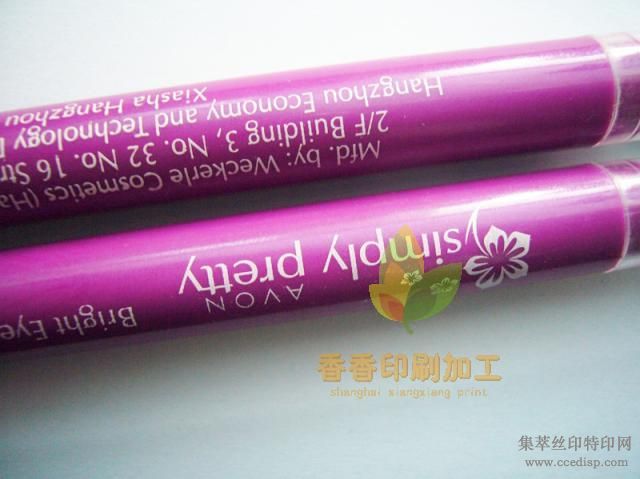 Mfd. by: Weckerle Cosmetics (Ha
2/F Building 3, No. 32 No. 16 Str
Hangzhou Economy and Technology
Xiasha Hangzhou
AVON
simply pretty
Bright Eye
香香印刷加工
shanghai xiangxiang print
集萃丝印特印网
www.ccedisp.com